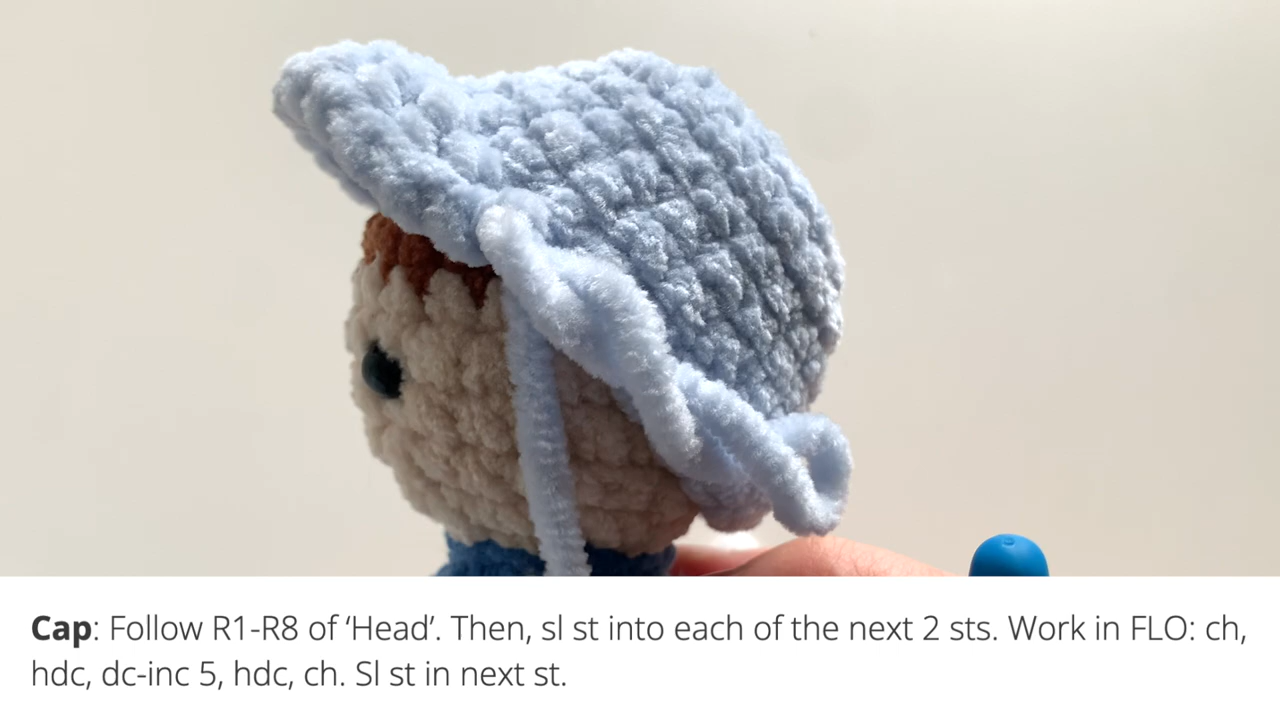 Cap: Follow R1-R8 of ‘Head’. Then, sl st into each of the next 2 sts. Work in FLO: ch,
hdc, dc-inc 5, hdc, ch. Sl st in next st.